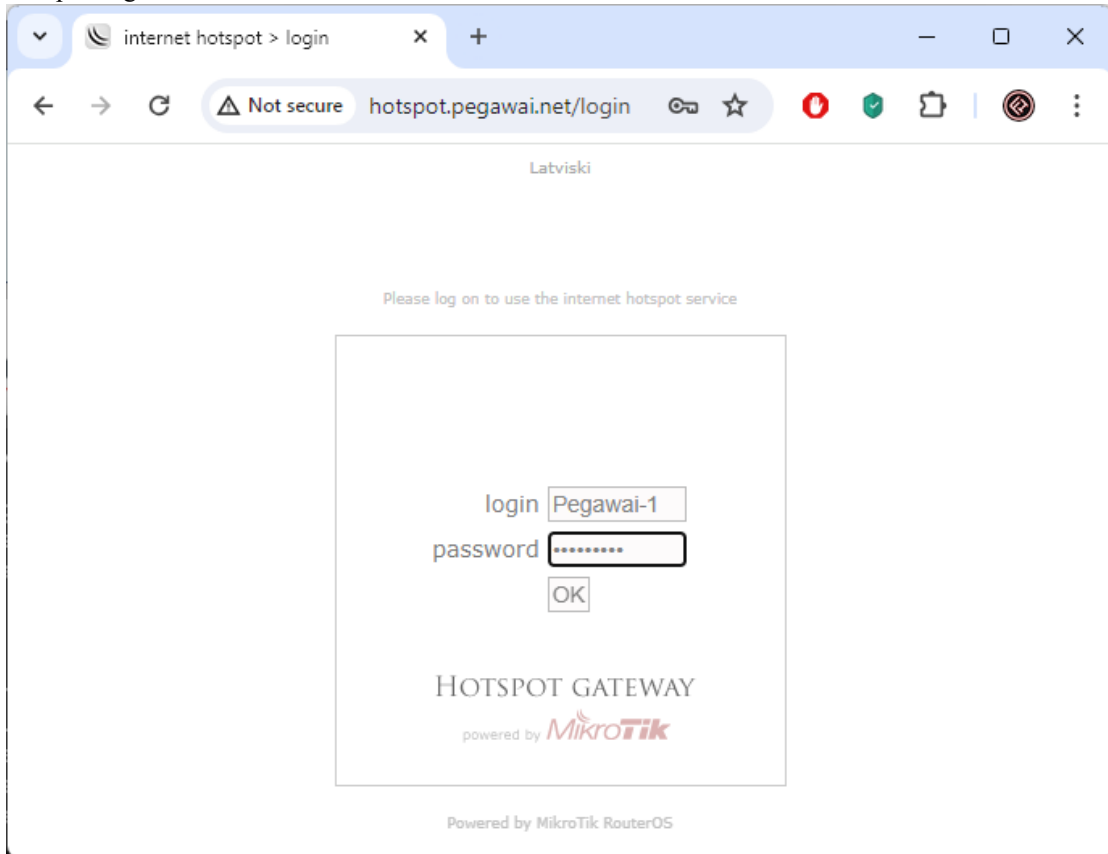 internet hotspot > login
Not secure hotspot.pegawai.net/login
Latviski
Please log on to use the internet hotspot service
login Pegawai-1
password •••••••••
OK
HOTSPOT GATEWAY
powered by MikroTik
Powered by MikroTik RouterOS